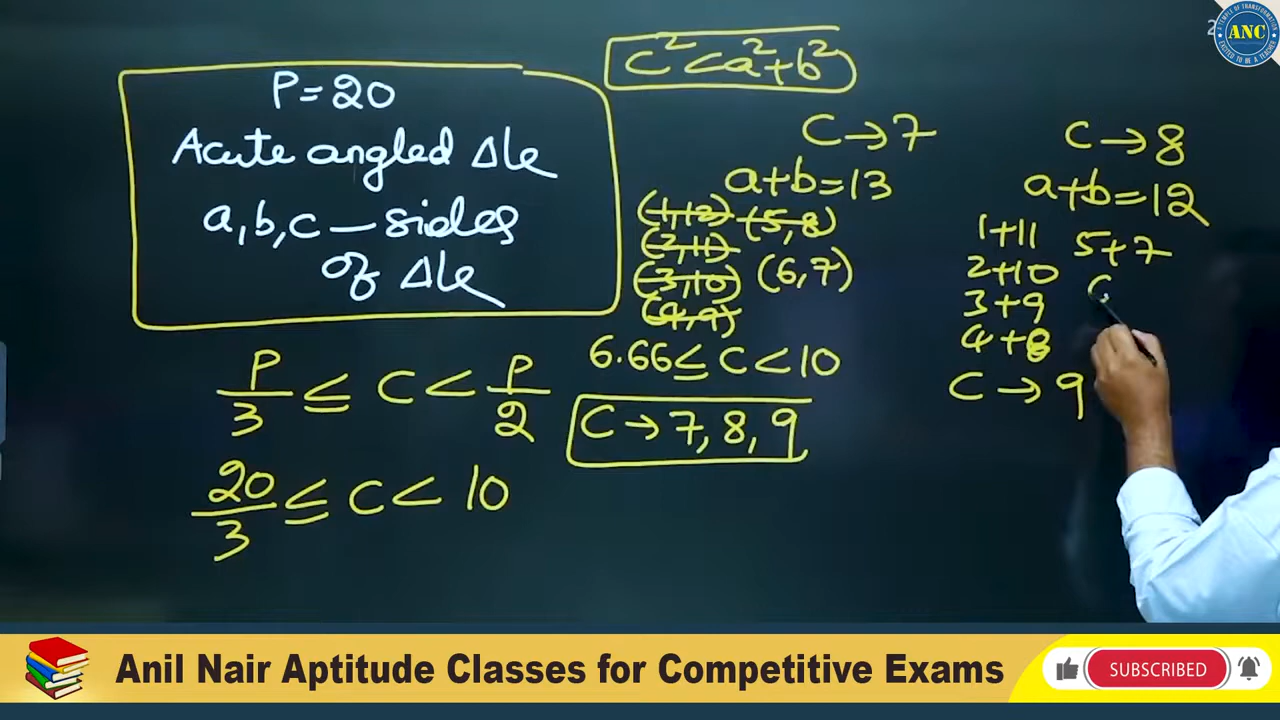 P=20
Acute angled Δle
a,b,c — sides
of Δle
P/3 ≤ C < P/2
20/3 ≤ C < 10
c²<a²+b²
C→7
a+b=13
(1,12) (5,8)
(2,11)
(3,10) (6,7)
(4,9)
6.66≤C<10
C→7,8,9
C→8
a+b=12
1+11
5+7
2+10
3+9
4+8
C→9
ANC
Anil Nair Aptitude Classes for Competitive Exams
SUBSCRIBED